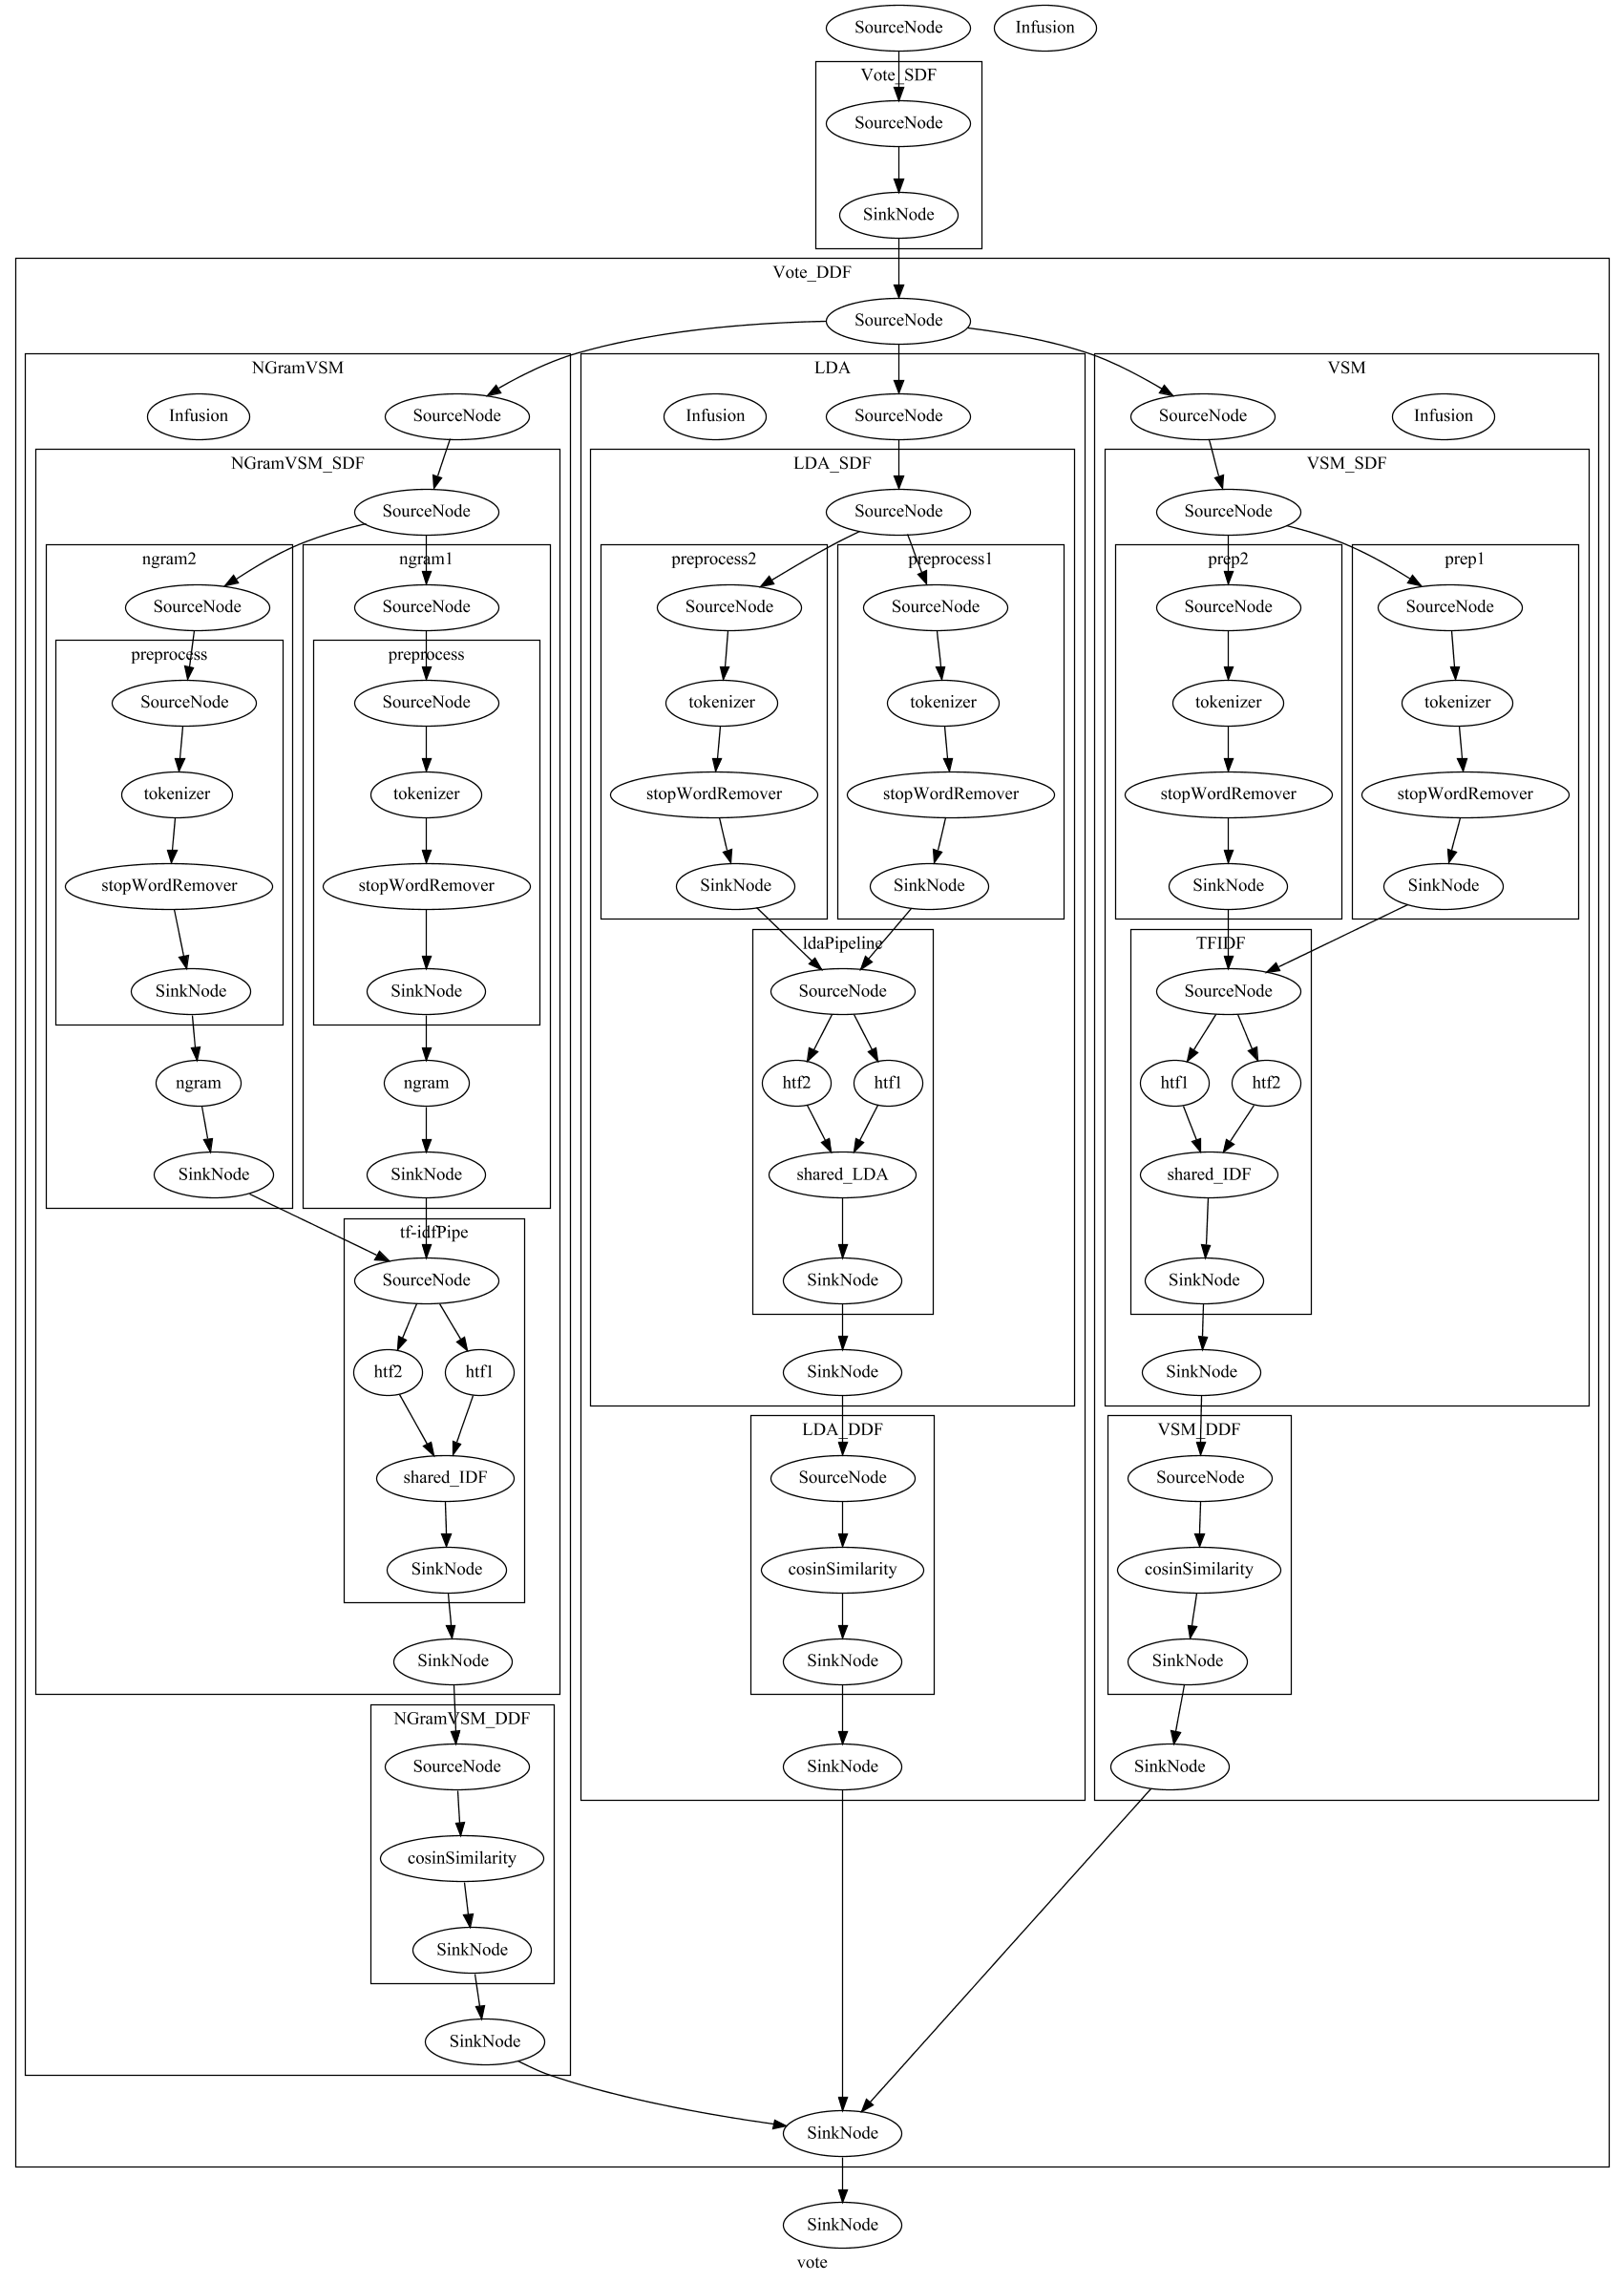 SourceNode
Infusion
Vote_SDF
SourceNode
SinkNode
Vote_DDF
SourceNode
NGramVSM
Infusion
SourceNode
NGramVSM_SDF
SourceNode
ngram2
SourceNode
preprocess
SourceNode
tokenizer
stopWordRemover
SinkNode
ngram
SinkNode
ngram1
SourceNode
preprocess
SourceNode
tokenizer
stopWordRemover
SinkNode
ngram
SinkNode
tf-idfPipe
SourceNode
htf2
htf1
shared_IDF
SinkNode
SinkNode
NGramVSM_DDF
SourceNode
cosinSimilarity
SinkNode
SinkNode
LDA
Infusion
SourceNode
LDA_SDF
SourceNode
preprocess2
SourceNode
tokenizer
stopWordRemover
SinkNode
preprocess1
SourceNode
tokenizer
stopWordRemover
SinkNode
ldaPipeline
SourceNode
htf2
htf1
shared_LDA
SinkNode
SinkNode
LDA_DDF
SourceNode
cosinSimilarity
SinkNode
SinkNode
VSM
SourceNode
Infusion
VSM_SDF
SourceNode
prep2
SourceNode
tokenizer
stopWordRemover
SinkNode
prep1
SourceNode
tokenizer
stopWordRemover
SinkNode
TFIDF
SourceNode
htf1
htf2
shared_IDF
SinkNode
SinkNode
VSM_DDF
SourceNode
cosinSimilarity
SinkNode
SinkNode
SinkNode
SinkNode
vote